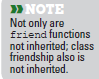 NOTE
Not only are
friend functions
not inherited; class
friendship also is
not inherited.